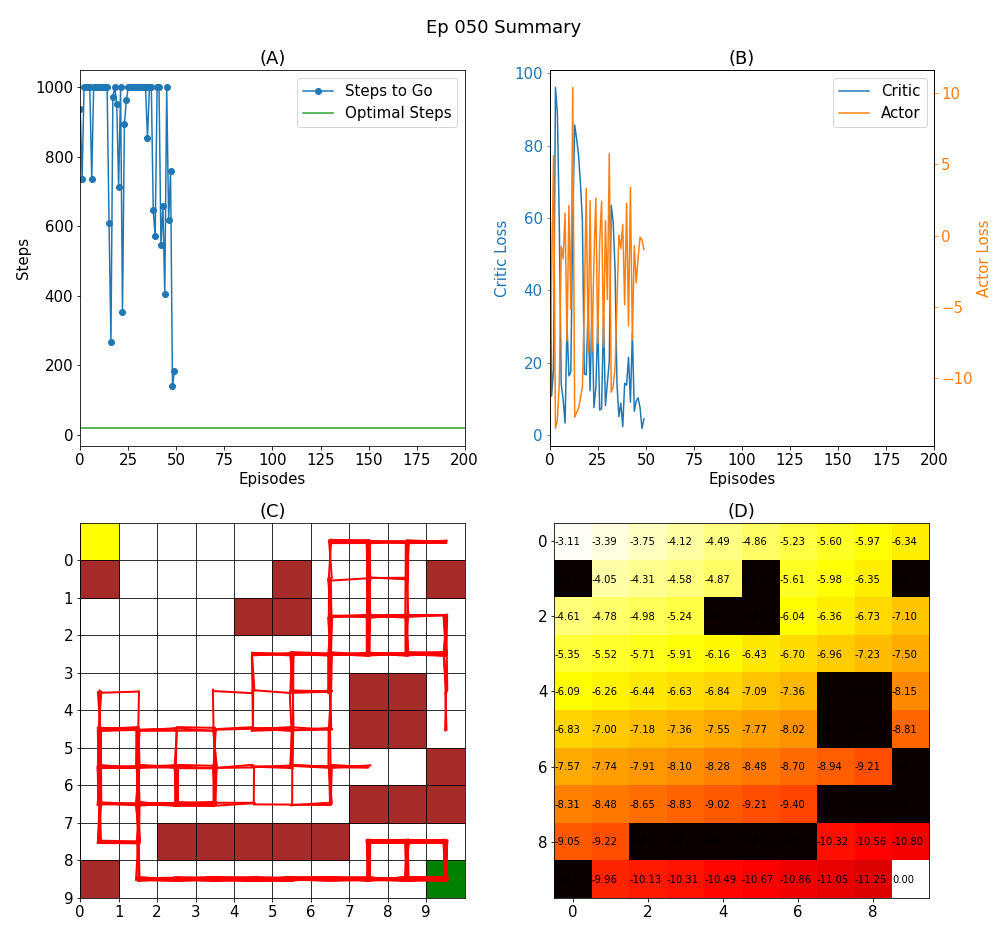 Ep 050 Summary
(A)
1000
800
600
400
200
0
Steps
0 25 50 75 100 125 150 175 200
Episodes
Steps to Go
Optimal Steps
(B)
100
80
60
40
20
0
Critic Loss
0 25 50 75 100 125 150 175 200
Episodes
Critic
Actor
10
5
0
−5
−10
Actor Loss
(C)
0
1
2
3
4
5
6
7
8
9
0 1 2 3 4 5 6 7 8 9
(D)
0 -3.11 -3.39 -3.75 -4.12 -4.49 -4.86 -5.23 -5.60 -5.97 -6.34
-4.05 -4.31 -4.58 -4.87 -5.61 -5.98 -6.35
2 -4.61 -4.78 -4.98 -5.24 -6.04 -6.36 -6.73 -7.10
-5.35 -5.52 -5.71 -5.91 -6.16 -6.43 -6.70 -6.96 -7.23 -7.50
4 -6.09 -6.26 -6.44 -6.63 -6.84 -7.09 -7.36 -8.15
-6.83 -7.00 -7.18 -7.36 -7.55 -7.77 -8.02 -8.81
6 -7.57 -7.74 -7.91 -8.10 -8.28 -8.48 -8.70 -8.94 -9.21
-8.31 -8.48 -8.65 -8.83 -9.02 -9.21 -9.40
8 -9.05 -9.22 -10.32 -10.56 -10.80
-9.96 -10.13 -10.31 -10.49 -10.67 -10.86 -11.05 -11.25 0.00
0 2 4 6 8